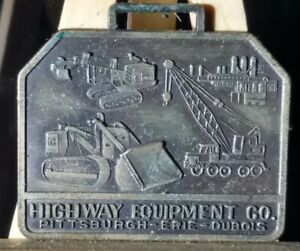 HIGHWAY EQUIPMENT CO.
PITTSBURGH-ERIE-DUBOIS